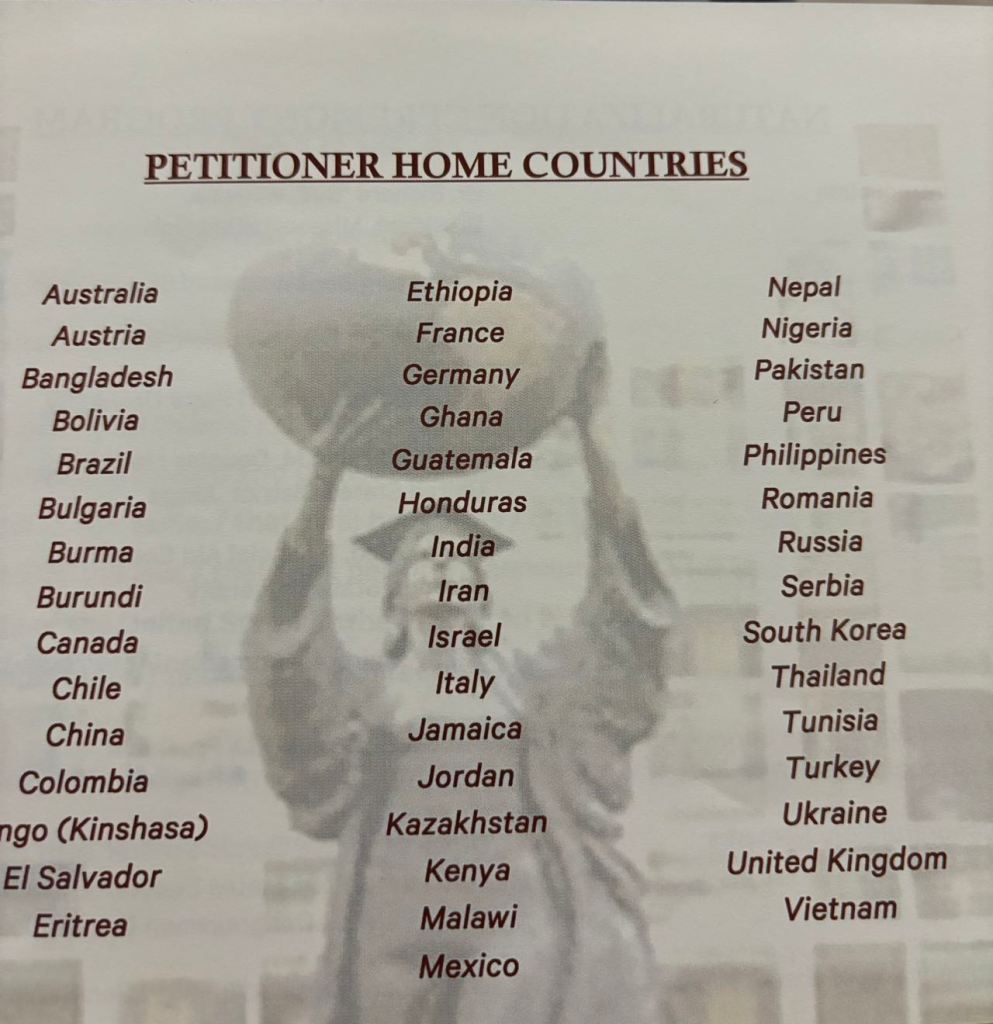 PETITIONER HOME COUNTRIES
Australia
Austria
Bangladesh
Bolivia
Brazil
Bulgaria
Burma
Burundi
Canada
Chile
China
Colombia
ngo (Kinshasa)
El Salvador
Eritrea
Ethiopia
France
Germany
Ghana
Guatemala
Honduras
India
Iran
Israel
Italy
Jamaica
Jordan
Kazakhstan
Kenya
Malawi
Mexico
Nepal
Nigeria
Pakistan
Peru
Philippines
Romania
Russia
Serbia
South Korea
Thailand
Tunisia
Turkey
Ukraine
United Kingdom
Vietnam